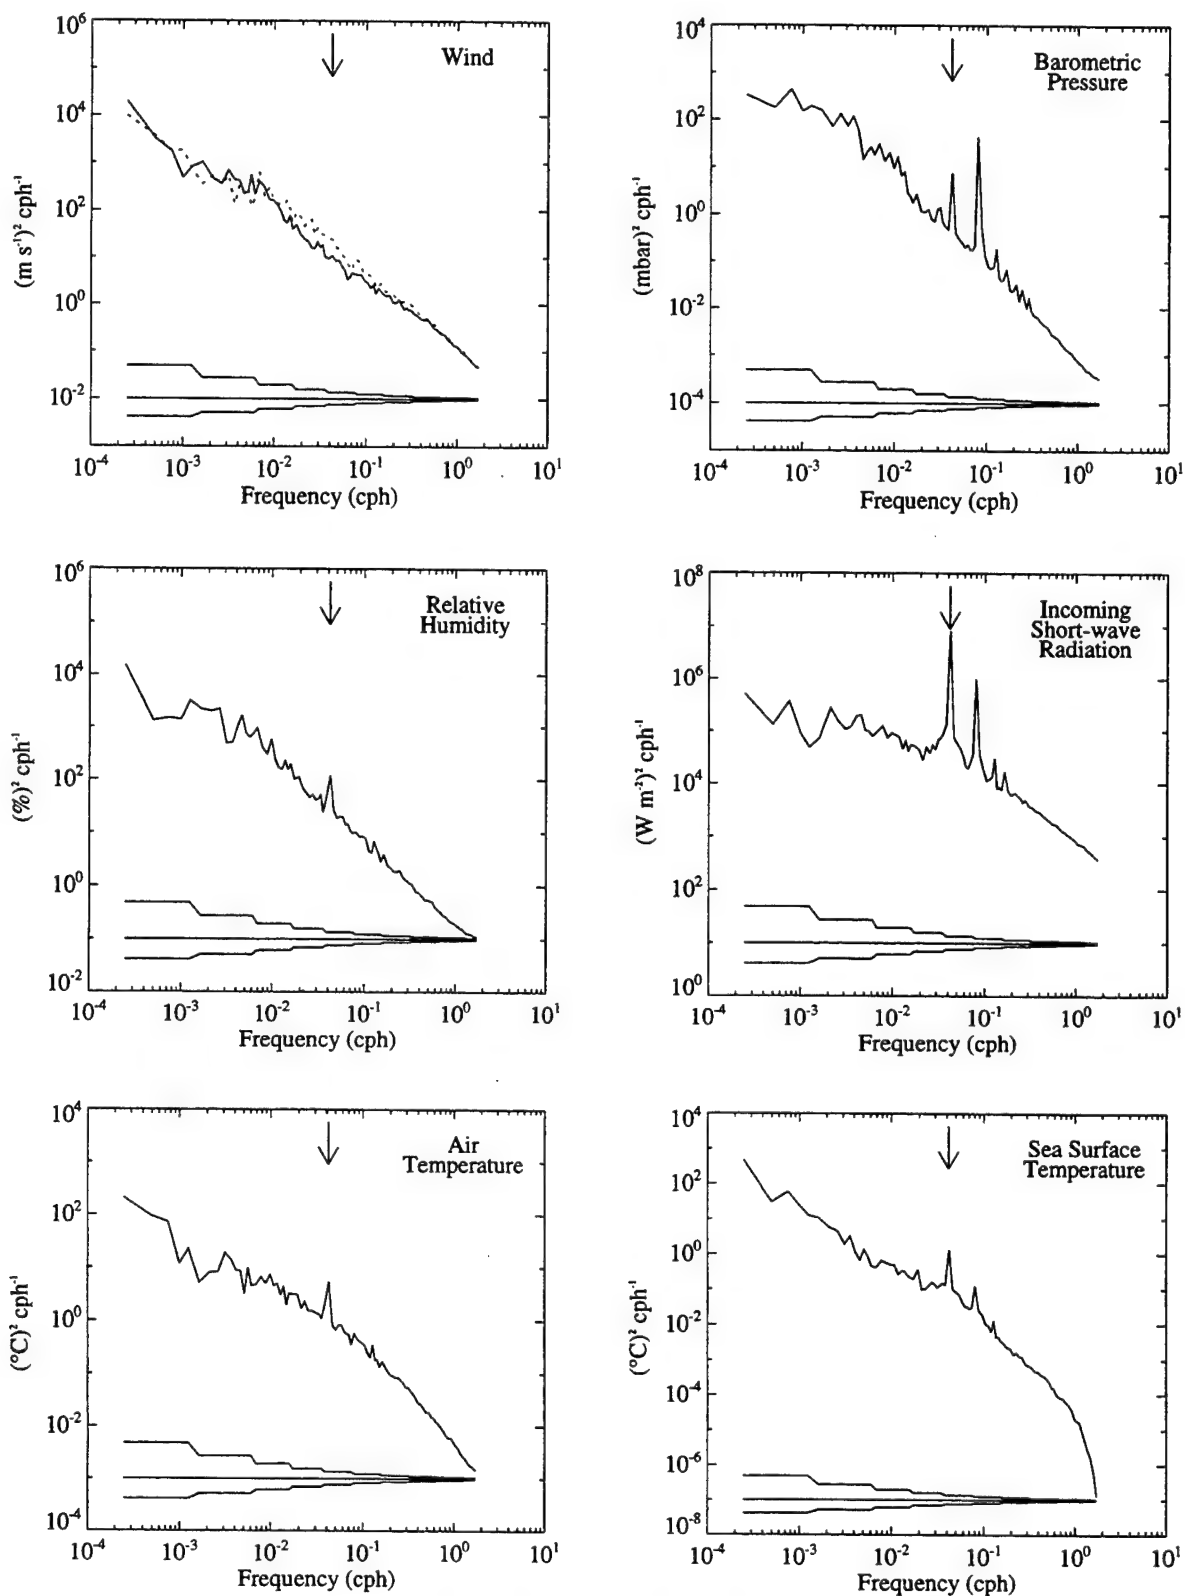 Wind
10⁶
10⁴
10²
10⁰
10⁻²
(m s⁻¹)² cph⁻¹
10⁻⁴ 10⁻³ 10⁻² 10⁻¹ 10⁰ 10¹
Frequency (cph)
Barometric
Pressure
10⁴
10²
10⁰
10⁻²
10⁻⁴
(mbar)² cph⁻¹
10⁻⁴ 10⁻³ 10⁻² 10⁻¹ 10⁰ 10¹
Frequency (cph)
Relative
Humidity
10⁶
10⁴
10²
10⁰
10⁻²
(%)² cph⁻¹
10⁻⁴ 10⁻³ 10⁻² 10⁻¹ 10⁰ 10¹
Frequency (cph)
Incoming
Short-wave
Radiation
10⁸
10⁶
10⁴
10²
10⁰
(W m⁻²)² cph⁻¹
10⁻⁴ 10⁻³ 10⁻² 10⁻¹ 10⁰ 10¹
Frequency (cph)
Air
Temperature
10⁴
10²
10⁰
10⁻²
10⁻⁴
(°C)² cph⁻¹
10⁻⁴ 10⁻³ 10⁻² 10⁻¹ 10⁰ 10¹
Frequency (cph)
Sea Surface
Temperature
10⁴
10²
10⁰
10⁻²
10⁻⁴
10⁻⁶
10⁻⁸
(°C)² cph⁻¹
10⁻⁴ 10⁻³ 10⁻² 10⁻¹ 10⁰ 10¹
Frequency (cph)